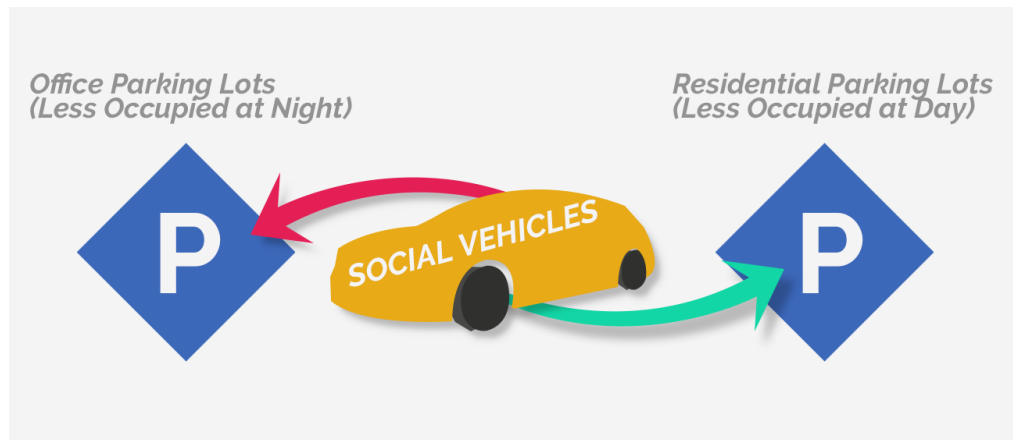 Office Parking Lots
(Less Occupied at Night)
Residential Parking Lots
(Less Occupied at Day)
P
SOCIAL VEHICLES
P